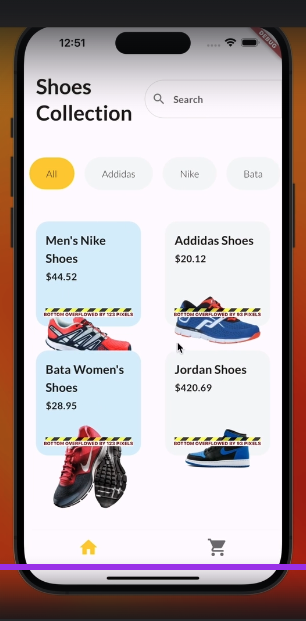 12:51
DEBUG
Shoes
Collection
Search
All
Addidas
Nike
Bata
Men's Nike
Shoes
$44.52
BOTTOM OVERFLOWED BY 123 PIXELS
Addidas Shoes
$20.12
BOTTOM OVERFLOWED BY 93 PIXELS
Bata Women's
Shoes
$28.95
BOTTOM OVERFLOWED BY 123 PIXELS
Jordan Shoes
$420.69
BOTTOM OVERFLOWED BY 93 PIXELS